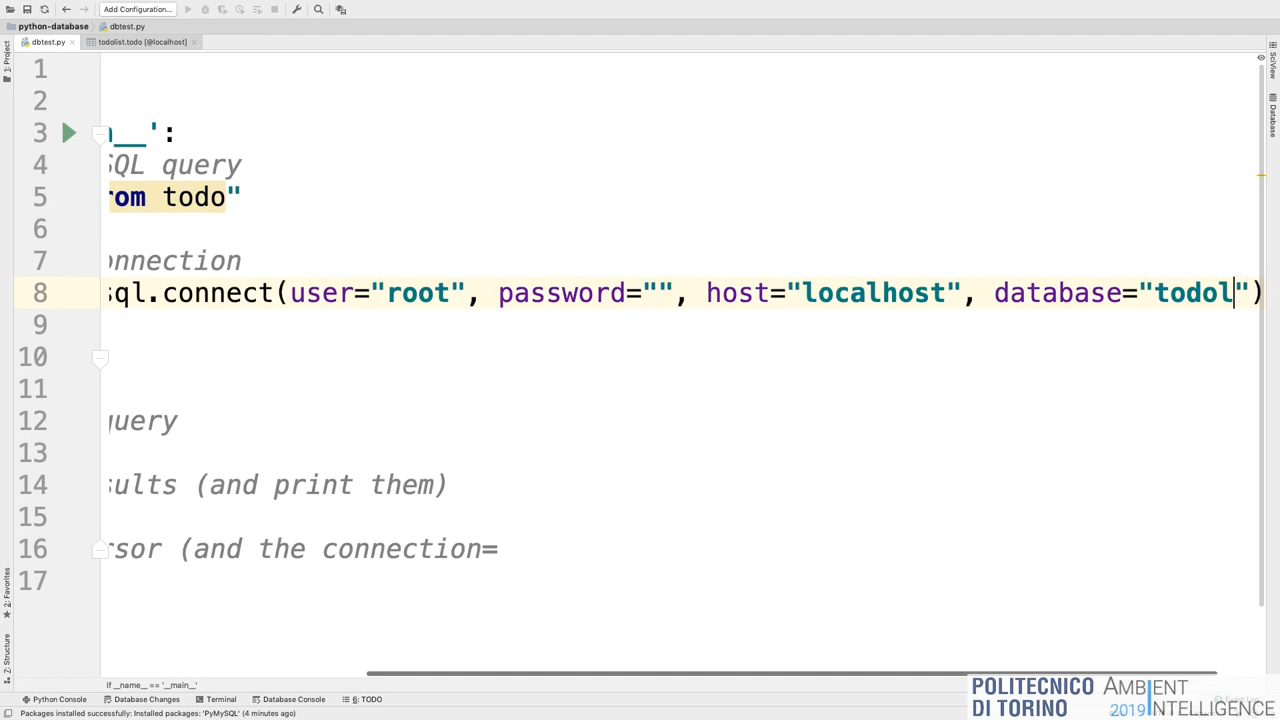 Add Configuration...
python-database
dbtest.py
dbtest.py
todolist.todo [@localhost]
1: Project
SciView
Database
1
2
3 __':
4 SQL query
5 rom todo"
6
7 onnection
8 sql.connect(user="root", password="", host="localhost", database="todol")
9
10
11
12 query
13
14 sults (and print them)
15
16 rsor (and the connection=
17
2: Favorites
7: Structure
if __name__ == '__main__'
Python Console
Database Changes
Terminal
Database Console
6: TODO
Packages installed successfully: Installed packages: 'PyMySQL' (4 minutes ago)
POLITECNICO
DI TORINO
AMBIENT
2019 INTELLIGENCE